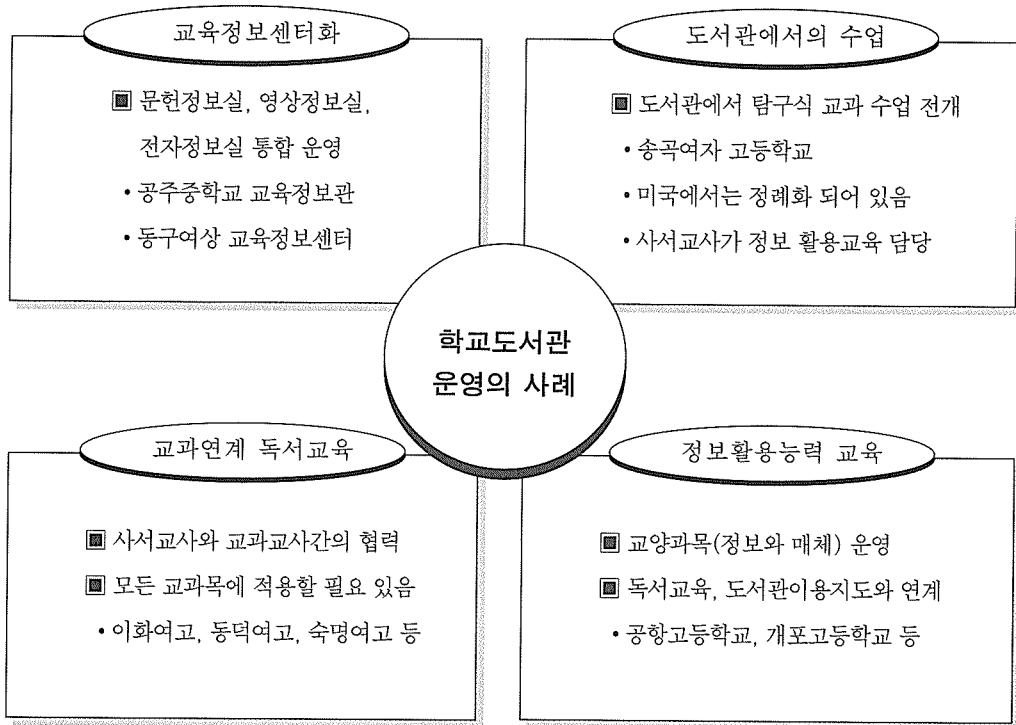 교육정보센터화
▣ 문헌정보실, 영상정보실,
전자정보실 통합 운영
• 공주중학교 교육정보관
• 동구여상 교육정보센터
도서관에서의 수업
▣ 도서관에서 탐구식 교과 수업 전개
• 송곡여자 고등학교
• 미국에서는 정례화 되어 있음
• 사서교사가 정보 활용교육 담당
학교도서관
운영의 사례
교과연계 독서교육
▣ 사서교사와 교과교사간의 협력
▣ 모든 교과목에 적용할 필요 있음
• 이화여고, 동덕여고, 숙명여고 등
정보활용능력 교육
▣ 교양과목(정보와 매체) 운영
▣ 독서교육, 도서관이용지도와 연계
• 공항고등학교, 개포고등학교 등